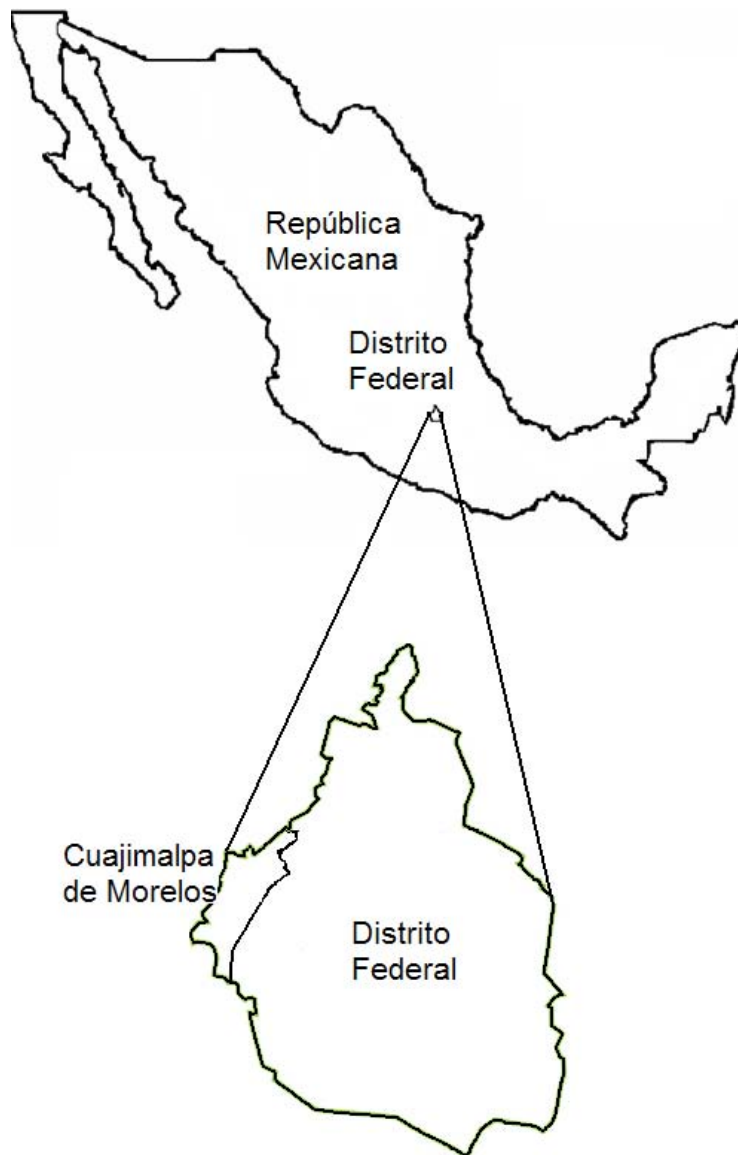 República
Mexicana
Distrito
Federal
Cuajimalpa
de Morelos
Distrito
Federal